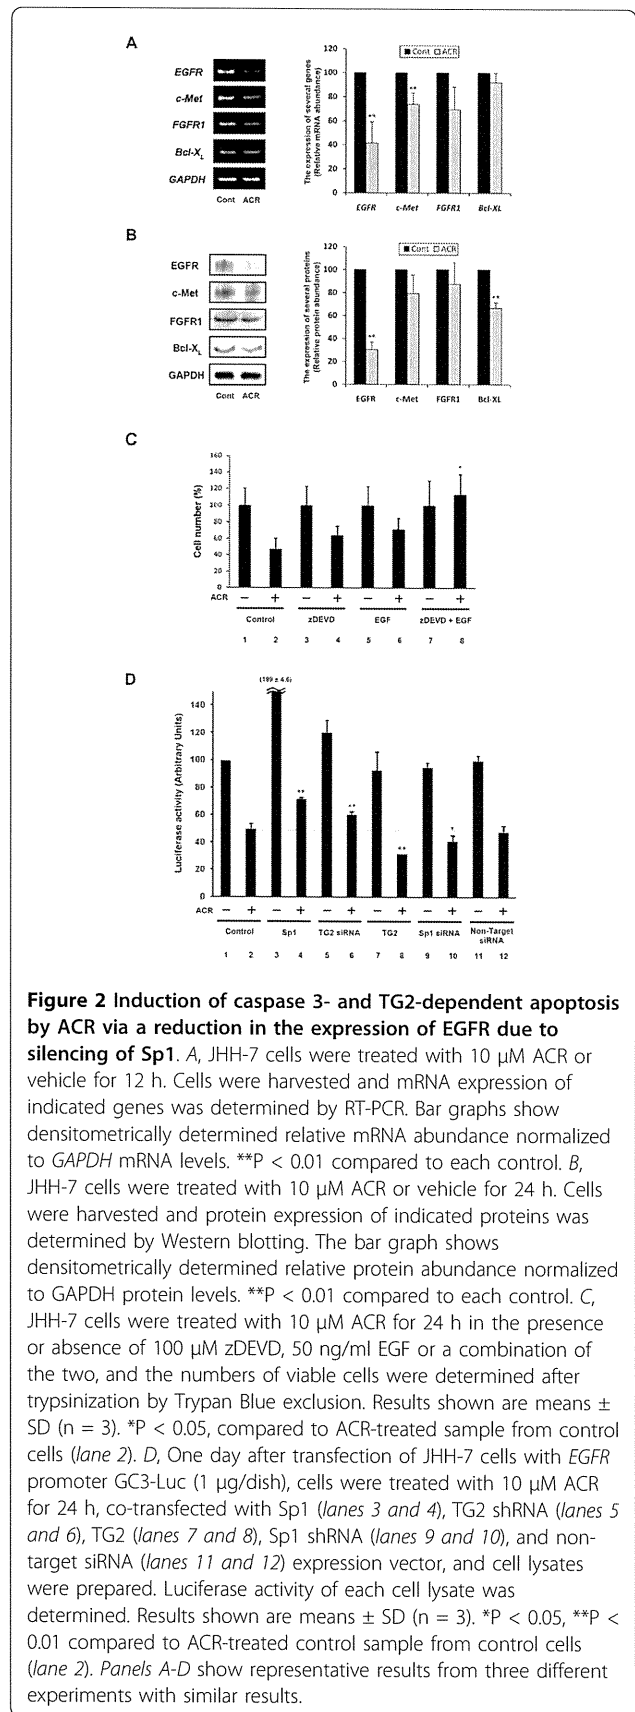 A
EGFR
c-Met
FGFR1
Bcl-XL
GAPDH
Cont ACR
The expression of several genes
(Relative mRNA abundance)
120
100
80
60
40
20
0
Cont ACR
**
**
EGFR c-Met FGFR1 Bcl-XL
B
EGFR
c-Met
FGFR1
Bcl-XL
GAPDH
Cont ACR
The expression of several proteins
(Relative protein abundance)
120
100
80
60
40
20
0
Cont ACR
**
**
EGFR c-Met FGFR1 Bcl-XL
C
Cell number (%)
160
140
120
100
80
60
40
20
0
*
ACR − + − + − + − +
Control zDEVD EGF zDEVD + EGF
1 2 3 4 5 6 7 8
D
Luciferase activity (Arbitrary Units)
(189 ± 4.6)
140
120
100
80
60
40
20
0
**
**
**
*
ACR − + − + − + − + − + − +
Control Sp1 TG2 siRNA TG2 Sp1 siRNA Non-Target
siRNA
1 2 3 4 5 6 7 8 9 10 11 12
Figure 2 Induction of caspase 3- and TG2-dependent apoptosis
by ACR via a reduction in the expression of EGFR due to
silencing of Sp1. A, JHH-7 cells were treated with 10 μM ACR or
vehicle for 12 h. Cells were harvested and mRNA expression of
indicated genes was determined by RT-PCR. Bar graphs show
densitometrically determined relative mRNA abundance normalized
to GAPDH mRNA levels. **P < 0.01 compared to each control. B,
JHH-7 cells were treated with 10 μM ACR or vehicle for 24 h. Cells
were harvested and protein expression of indicated proteins was
determined by Western blotting. The bar graph shows
densitometrically determined relative protein abundance normalized
to GAPDH protein levels. **P < 0.01 compared to each control. C,
JHH-7 cells were treated with 10 μM ACR for 24 h in the presence
or absence of 100 μM zDEVD, 50 ng/ml EGF or a combination of
the two, and the numbers of viable cells were determined after
trypsinization by Trypan Blue exclusion. Results shown are means ±
SD (n = 3). *P < 0.05, compared to ACR-treated sample from control
cells (lane 2). D, One day after transfection of JHH-7 cells with EGFR
promoter GC3-Luc (1 μg/dish), cells were treated with 10 μM ACR
for 24 h, co-transfected with Sp1 (lanes 3 and 4), TG2 shRNA (lanes 5
and 6), TG2 (lanes 7 and 8), Sp1 shRNA (lanes 9 and 10), and non-
target siRNA (lanes 11 and 12) expression vector, and cell lysates
were prepared. Luciferase activity of each cell lysate was
determined. Results shown are means ± SD (n = 3). *P < 0.05, **P <
0.01 compared to ACR-treated control sample from control cells
(lane 2). Panels A-D show representative results from three different
experiments with similar results.